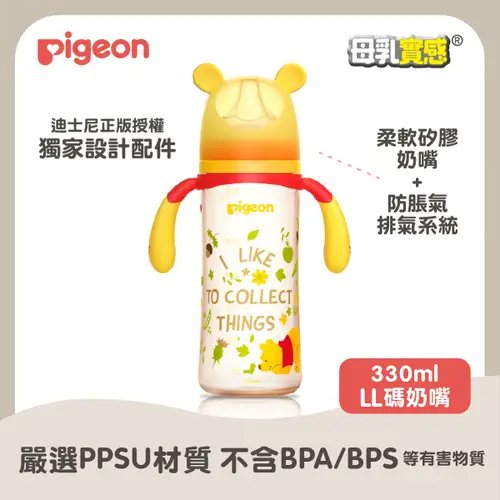 pigeon
母乳實感®
迪士尼正版授權
獨家設計配件
柔軟矽膠
奶嘴
+
防脹氣
排氣系統
pigeon
I LIKE
TO COLLECT
THINGS
330ml
LL碼奶嘴
嚴選PPSU材質 不含BPA/BPS 等有害物質